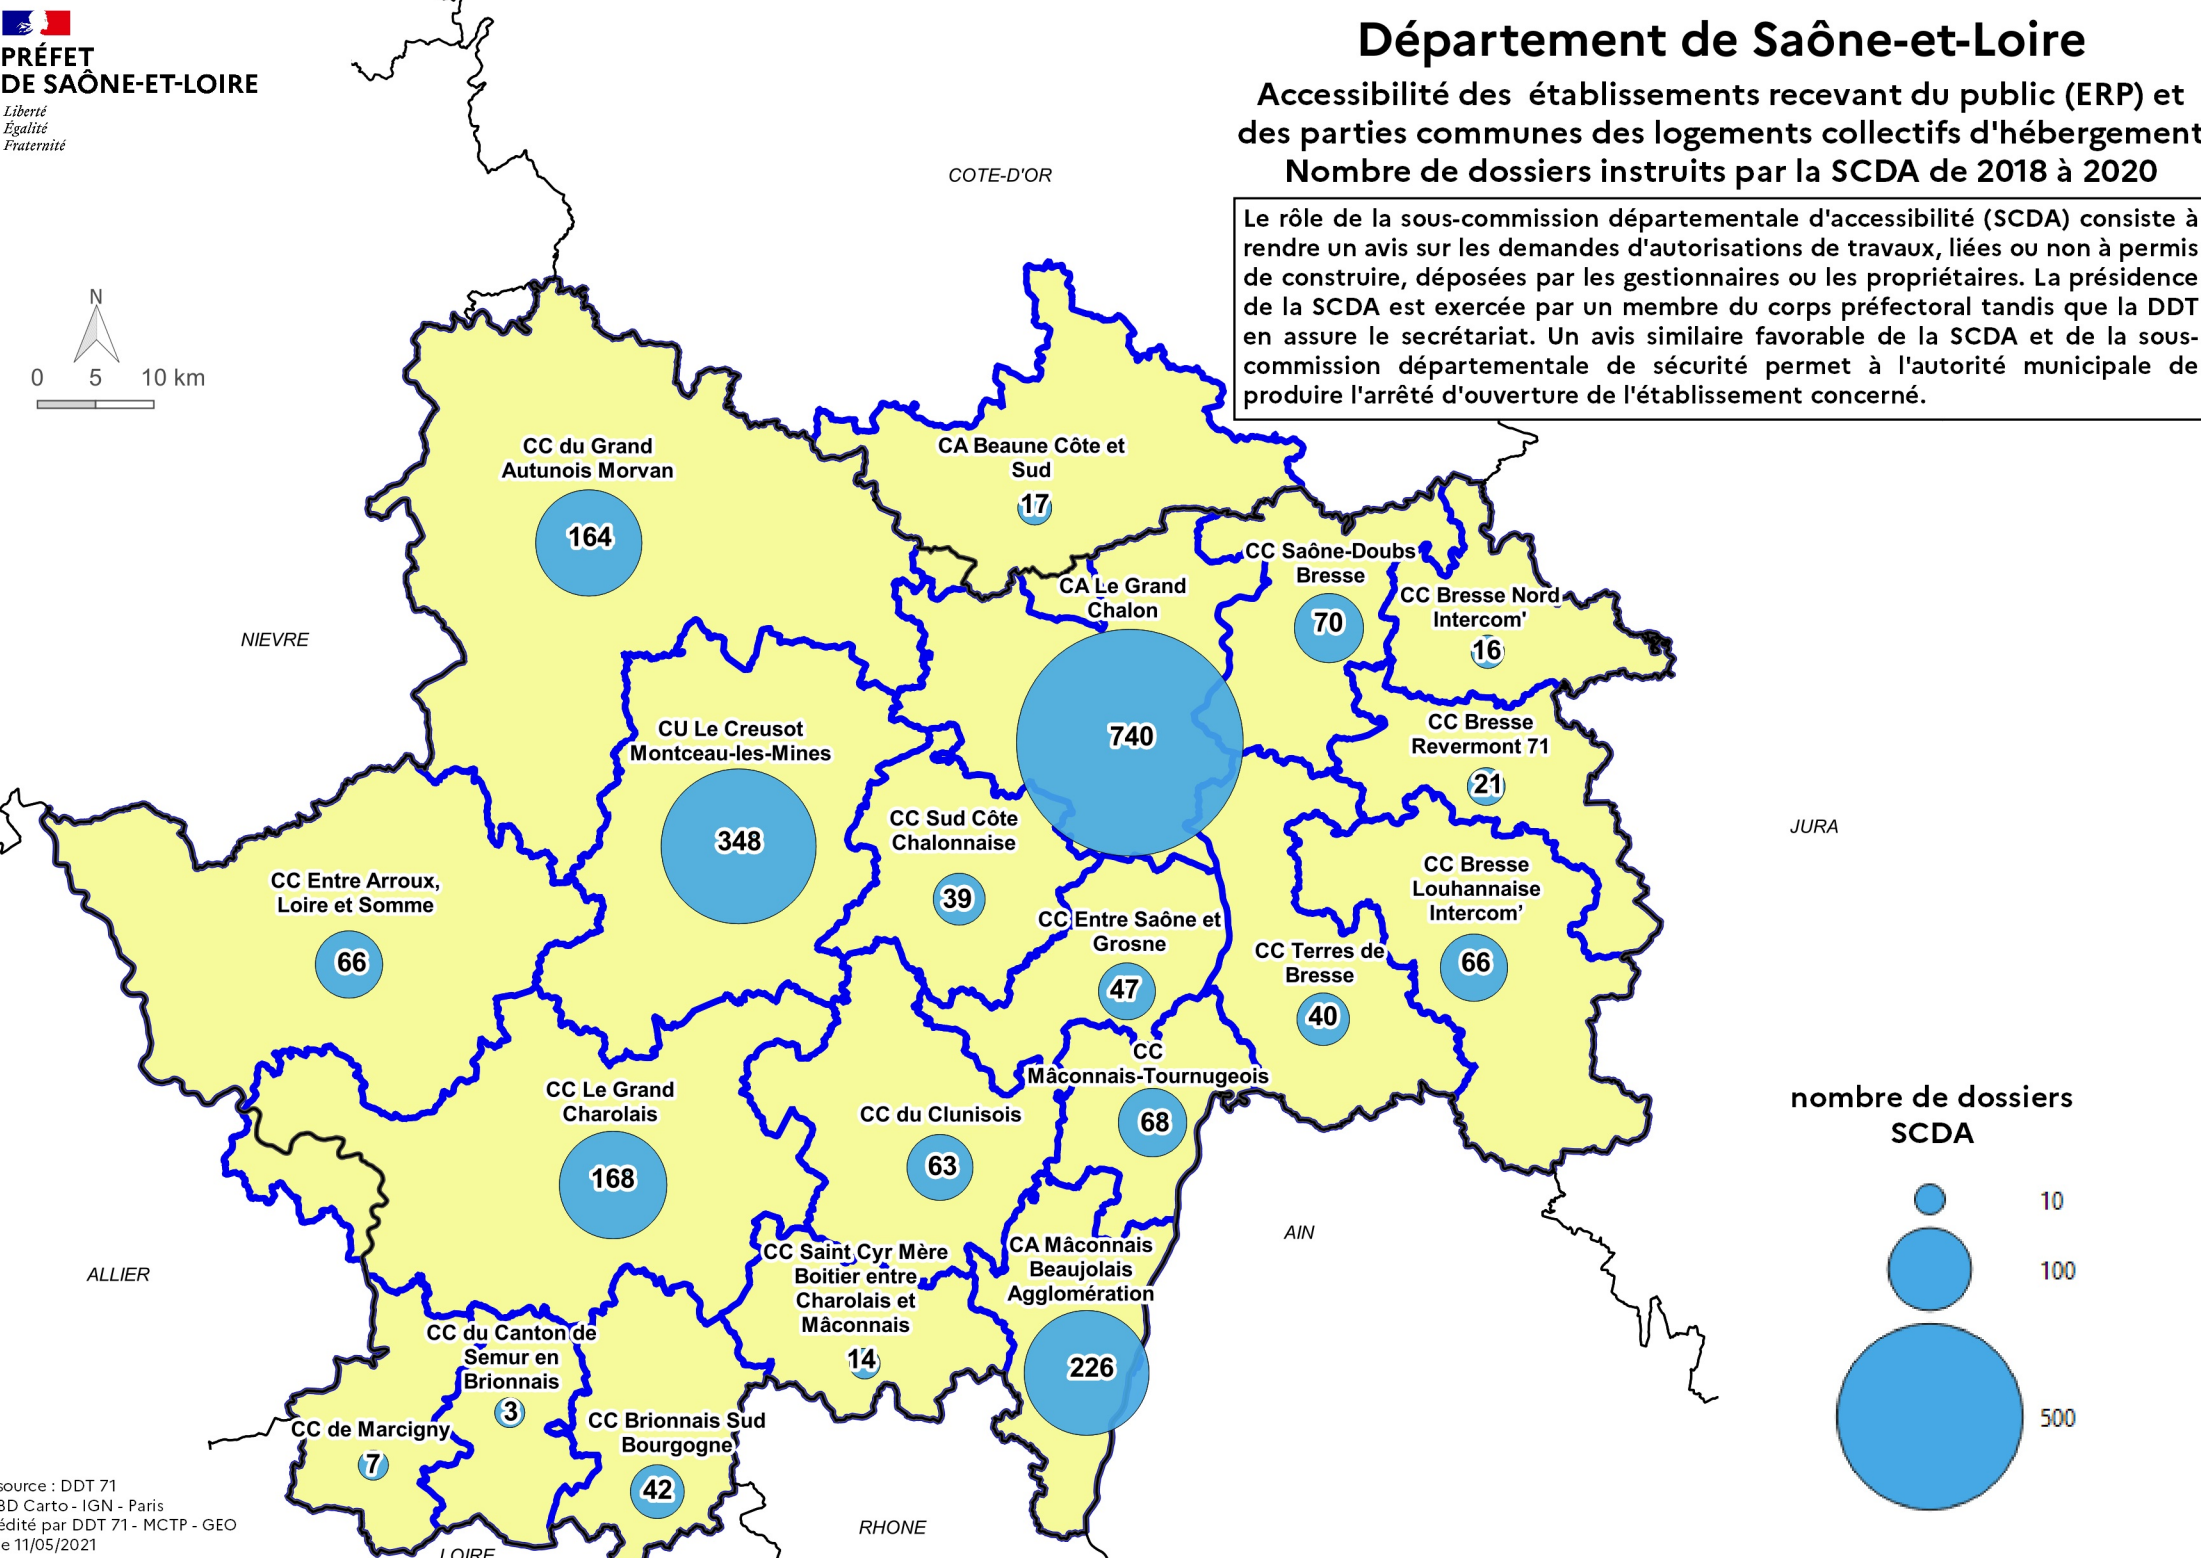 PRÉFET
DE SAÔNE-ET-LOIRE
Liberté
Égalité
Fraternité
Département de Saône-et-Loire
Accessibilité des établissements recevant du public (ERP) et
des parties communes des logements collectifs d'hébergement
Nombre de dossiers instruits par la SCDA de 2018 à 2020
Le rôle de la sous-commission départementale d'accessibilité (SCDA) consiste à
rendre un avis sur les demandes d'autorisations de travaux, liées ou non à permis
de construire, déposées par les gestionnaires ou les propriétaires. La présidence
de la SCDA est exercée par un membre du corps préfectoral tandis que la DDT
en assure le secrétariat. Un avis similaire favorable de la SCDA et de la sous-
commission départementale de sécurité permet à l'autorité municipale de
produire l'arrêté d'ouverture de l'établissement concerné.
COTE-D'OR
N
0 5 10 km
CC du Grand
Autunois Morvan
164
CA Beaune Côte et
Sud
17
CC Saône-Doubs
Bresse
70
CA Le Grand
Chalon
740
CC Bresse Nord
Intercom'
16
NIEVRE
CU Le Creusot
Montceau-les-Mines
348
CC Bresse
Revermont 71
21
CC Sud Côte
Chalonnaise
39
JURA
CC Entre Arroux,
Loire et Somme
66
CC Bresse
Louhannaise
Intercom’
66
CC Entre Saône et
Grosne
47
CC Terres de
Bresse
40
CC
Mâconnais-Tournugeois
68
CC Le Grand
Charolais
168
CC du Clunisois
63
nombre de dossiers
SCDA
10
100
500
AIN
ALLIER
CC Saint Cyr Mère
Boitier entre
Charolais et
Mâconnais
14
CA Mâconnais
Beaujolais
Agglomération
226
CC du Canton de
Semur en
Brionnais
3
CC de Marcigny
7
CC Brionnais Sud
Bourgogne
42
RHONE
LOIRE
source : DDT 71
BD Carto - IGN - Paris
édité par DDT 71 - MCTP - GEO
le 11/05/2021